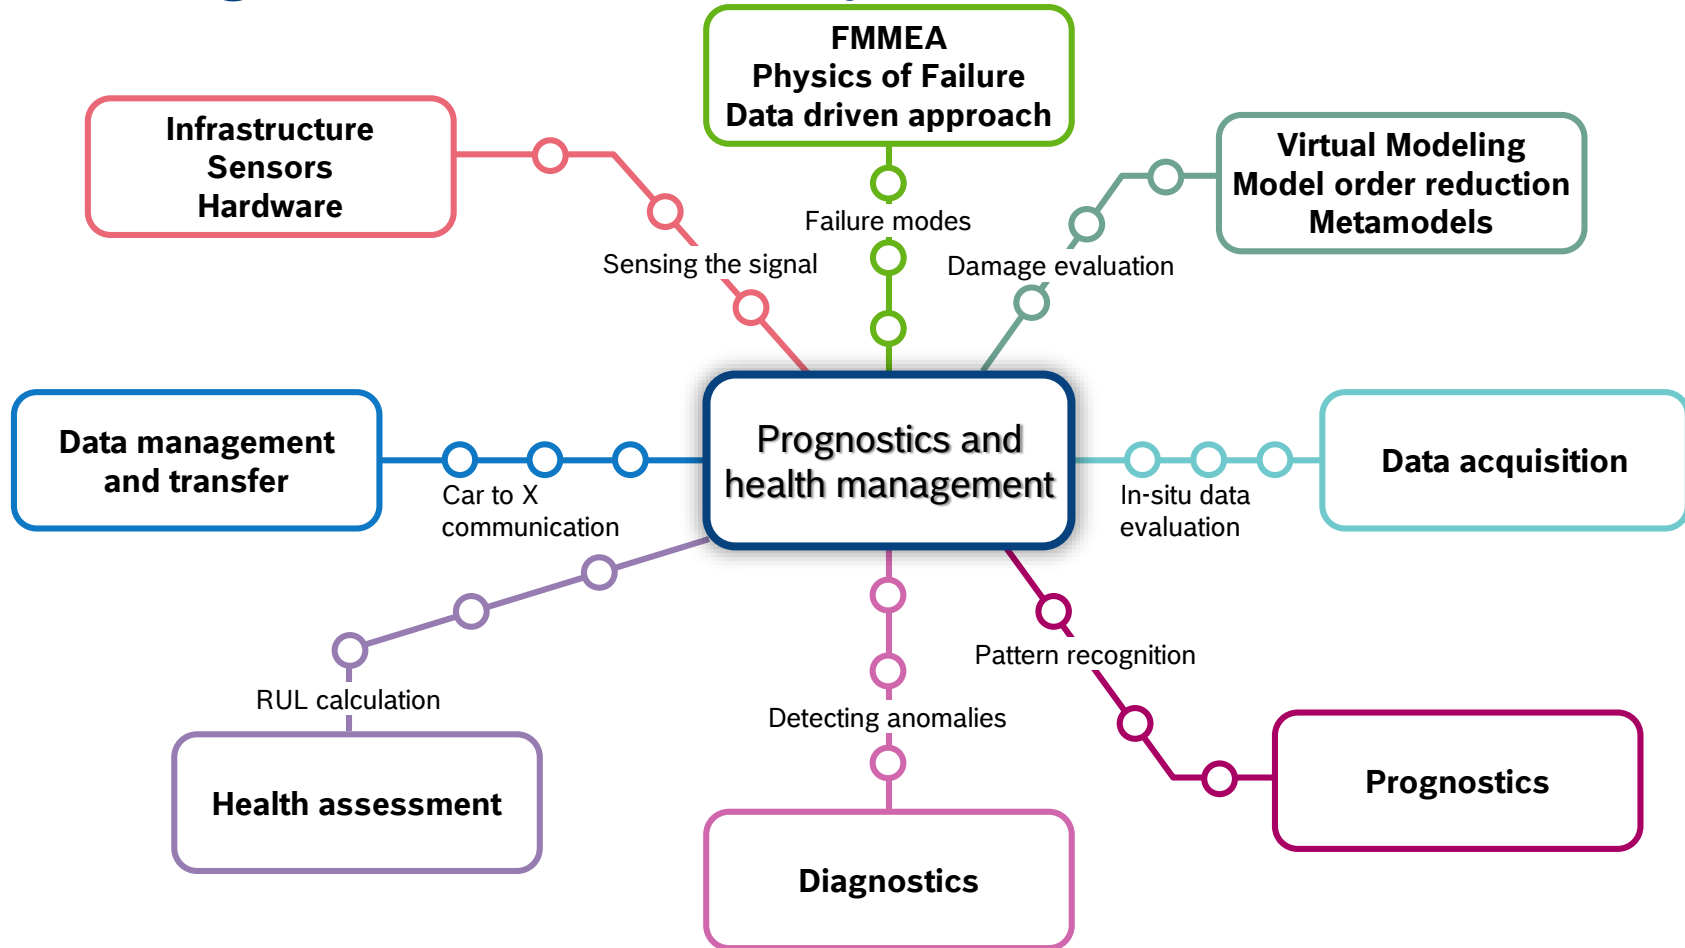 FMMEA
Physics of Failure
Data driven approach
Infrastructure
Sensors
Hardware
Virtual Modeling
Model order reduction
Metamodels
Failure modes
Sensing the signal
Damage evaluation
Prognostics and
health management
Data management
and transfer
Car to X
communication
Data acquisition
In-situ data
evaluation
RUL calculation
Health assessment
Detecting anomalies
Diagnostics
Pattern recognition
Prognostics